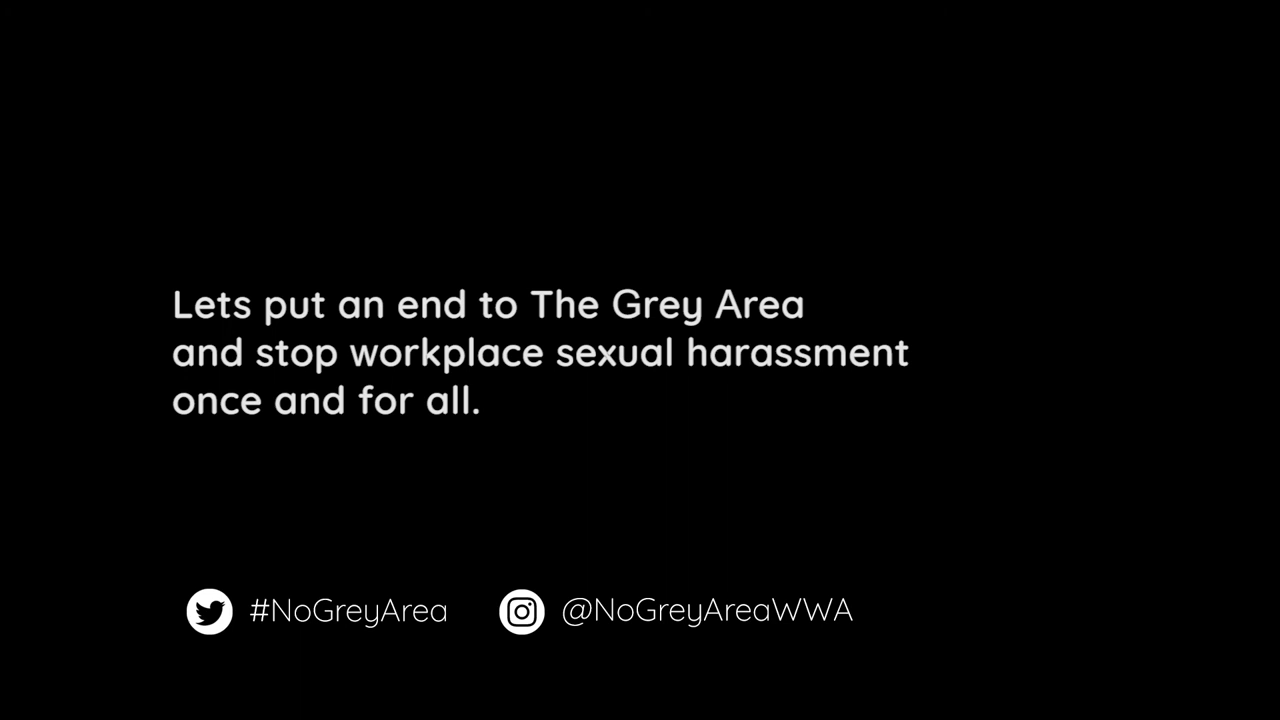 Lets put an end to The Grey Area
and stop workplace sexual harassment
once and for all.
#NoGreyArea @NoGreyAreaWWA